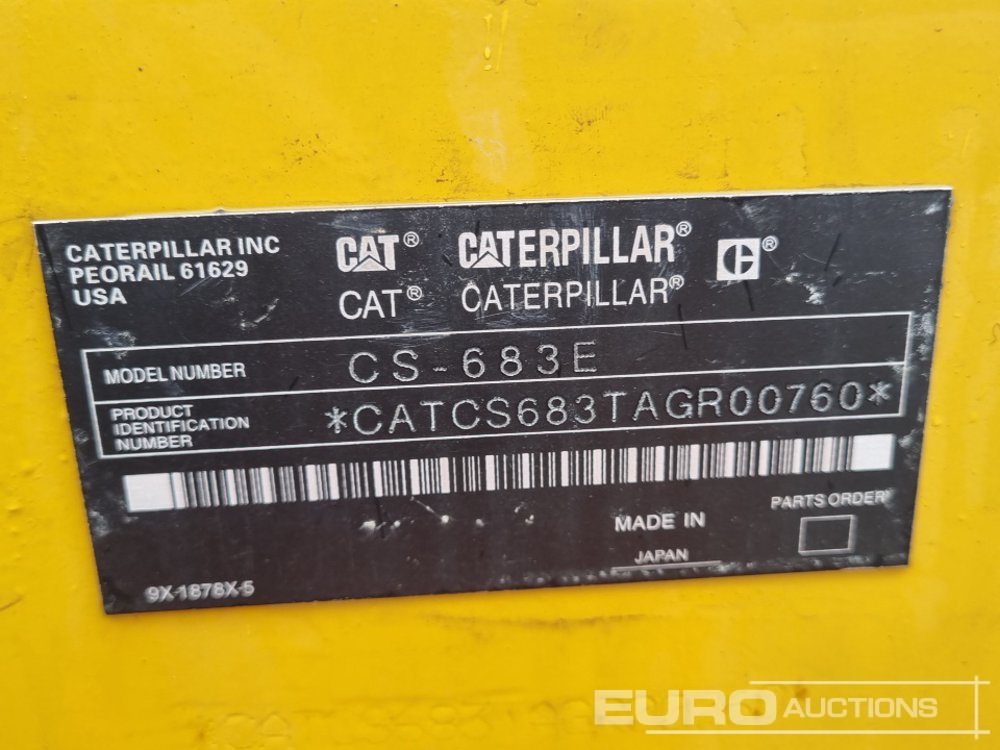 CATERPILLAR INC
PEORAIL 61629
USA
CAT® CATERPILLAR® C®
CAT® CATERPILLAR®
MODEL NUMBER CS-683E
PRODUCT IDENTIFICATION NUMBER *CATCS683TAGR00760*
MADE IN
JAPAN
PARTS ORDER
9X-1878X-5
EURO AUCTIONS